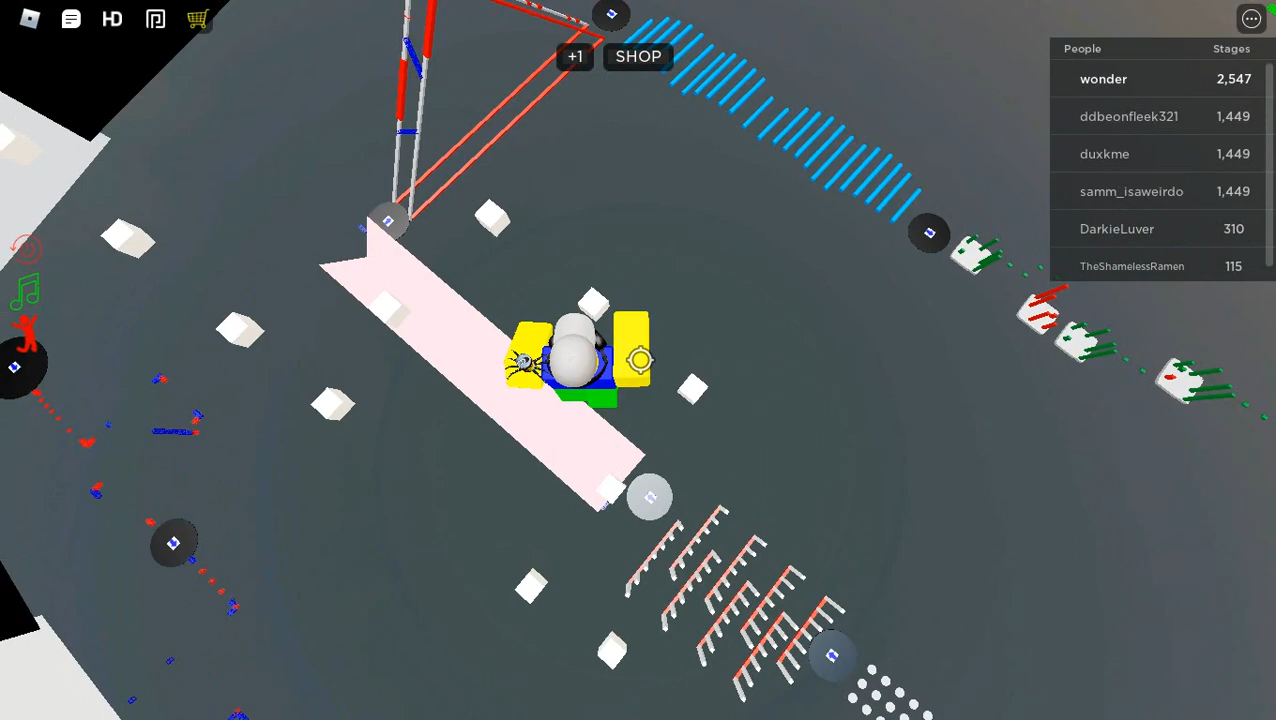 HD
+1 SHOP
People Stages
wonder 2,547
ddbeonfleek321 1,449
duxkme 1,449
samm_isaweirdo 1,449
DarkieLuver 310
TheShamelessRamen 115